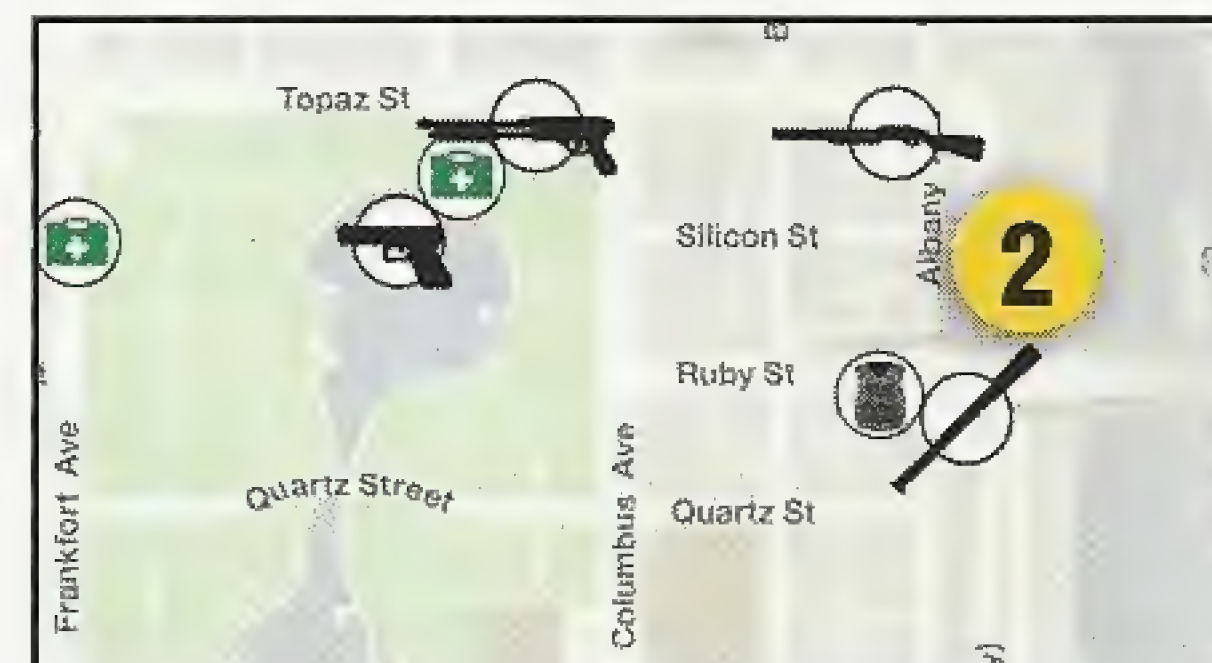 Topaz St
Silicon St
Albany
2
Ruby St
Frankfort Ave
Quartz Street
Columbus Ave
Quartz St